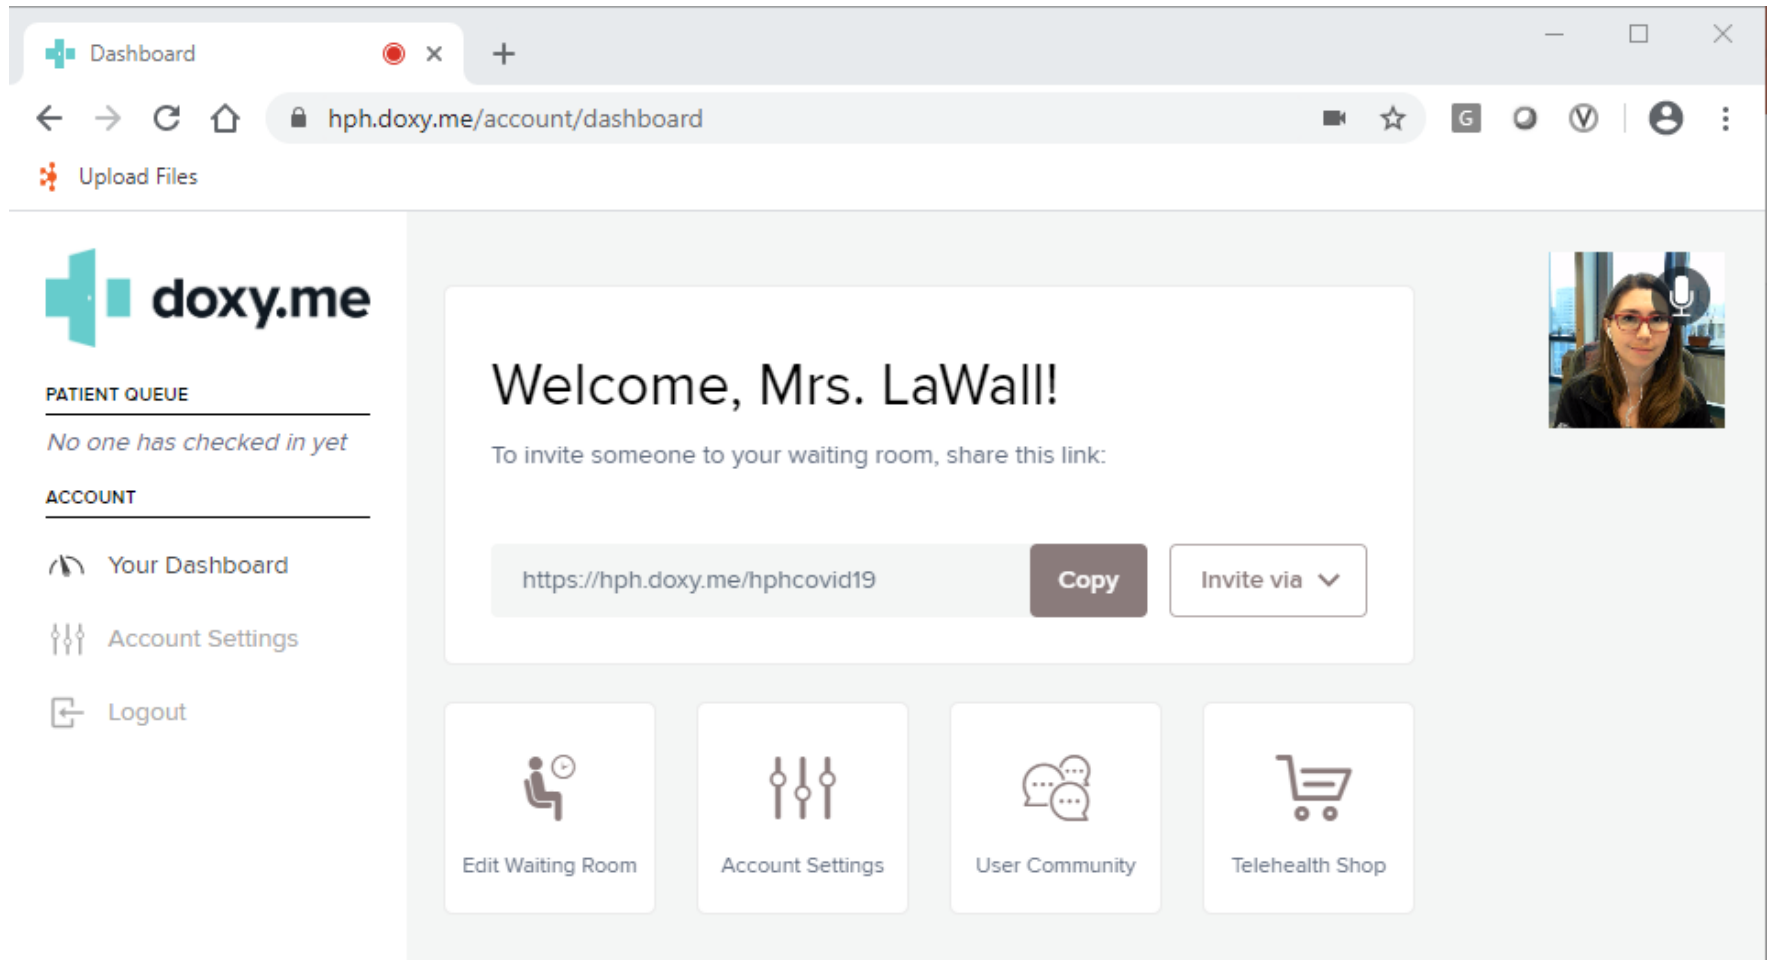 Dashboard
hph.doxy.me/account/dashboard
G
V
Upload Files
doxy.me
PATIENT QUEUE
No one has checked in yet
ACCOUNT
Your Dashboard
Account Settings
Logout
Welcome, Mrs. LaWall!
To invite someone to your waiting room, share this link:
https://hph.doxy.me/hphcovid19 Copy Invite via
Edit Waiting Room
Account Settings
User Community
Telehealth Shop